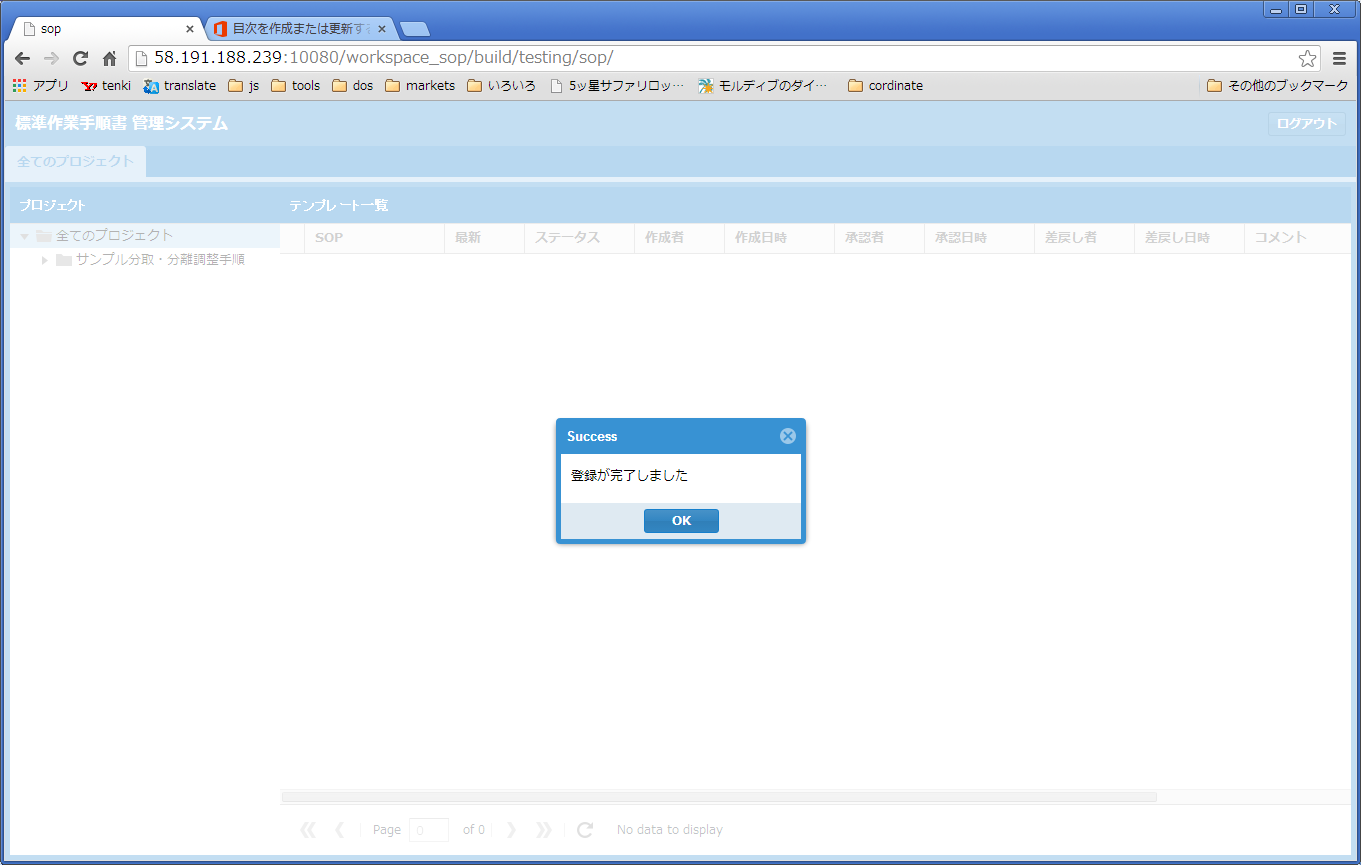 sop
目次を作成または更新す
58.191.188.239:10080/workspace_sop/build/testing/sop/
アプリ tenki translate js tools dos markets いろいろ 5ッ星サファリロッ… モルディブのダイ… cordinate その他のブックマーク
標準作業手順書 管理システム ログアウト
全てのプロジェクト
プロジェクト テンプレート一覧
全てのプロジェクト SOP 最新 ステータス 作成者 作成日時 承認者 承認日時 差戻し者 差戻し日時 コメント
サンプル分取・分離調整手順
Success
登録が完了しました
OK
Page 0 of 0 No data to display